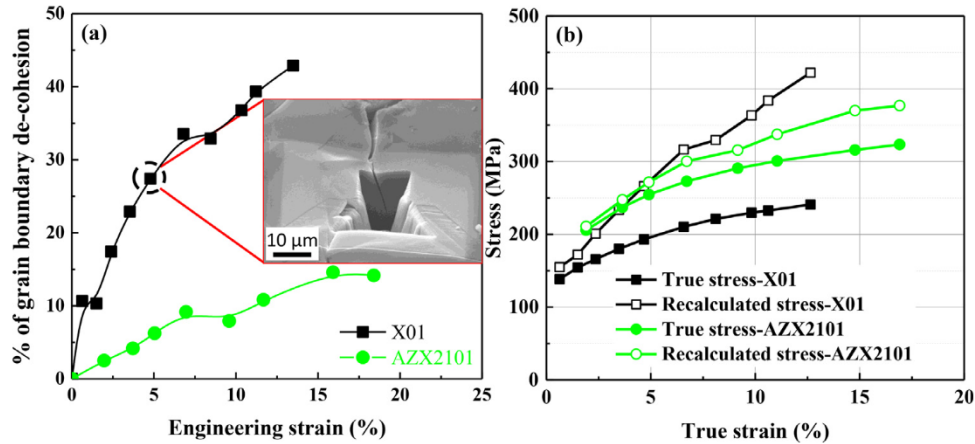 (a)
% of grain boundary de-cohesion
50
40
30
20
10
0
0 5 10 15 20 25
Engineering strain (%)
10 μm
X01
AZX2101
(b)
Stress (MPa)
500
400
300
200
100
0
0 5 10 15
True strain (%)
True stress-X01
Recalculated stress-X01
True stress-AZX2101
Recalculated stress-AZX2101